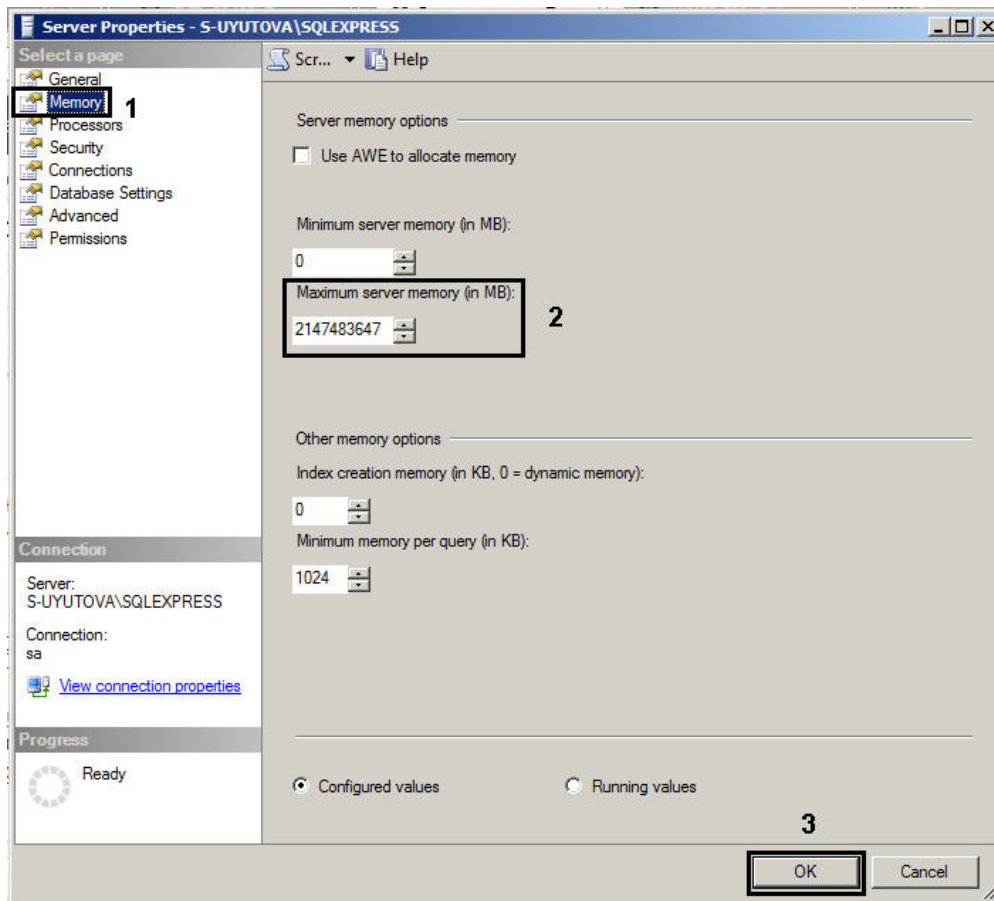 Server Properties - S-UYUTOVA\SQLEXPRESS
Select a page
General
Memory
1
Processors
Security
Connections
Database Settings
Advanced
Permissions
Scr...
Help
Server memory options
Use AWE to allocate memory
Minimum server memory (in MB):
0
Maximum server memory (in MB):
2147483647
2
Other memory options
Index creation memory (in KB, 0 = dynamic memory):
0
Minimum memory per query (in KB):
1024
Connection
Server:
S-UYUTOVA\SQLEXPRESS
Connection:
sa
View connection properties
Progress
Ready
Configured values
Running values
3
OK
Cancel